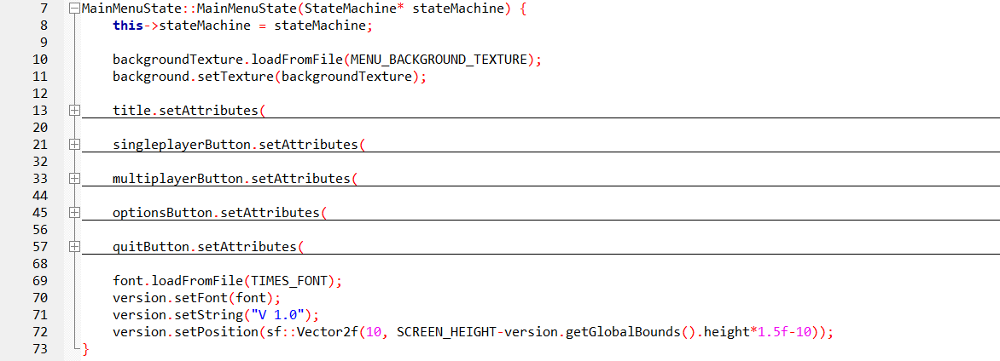 7 MainMenuState::MainMenuState(StateMachine* stateMachine) {
8 this->stateMachine = stateMachine;
9
10 backgroundTexture.loadFromFile(MENU_BACKGROUND_TEXTURE);
11 background.setTexture(backgroundTexture);
12
13 title.setAttributes(
20
21 singleplayerButton.setAttributes(
32
33 multiplayerButton.setAttributes(
44
45 optionsButton.setAttributes(
56
57 quitButton.setAttributes(
68
69 font.loadFromFile(TIMES_FONT);
70 version.setFont(font);
71 version.setString("V 1.0");
72 version.setPosition(sf::Vector2f(10, SCREEN_HEIGHT-version.getGlobalBounds().height*1.5f-10));
73 }